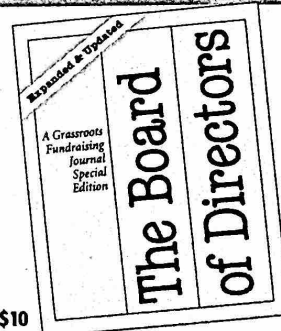 Expanded & Updated
A Grassroots
Fundraising
Journal
Special
Edition
The Board
of Directors
$10